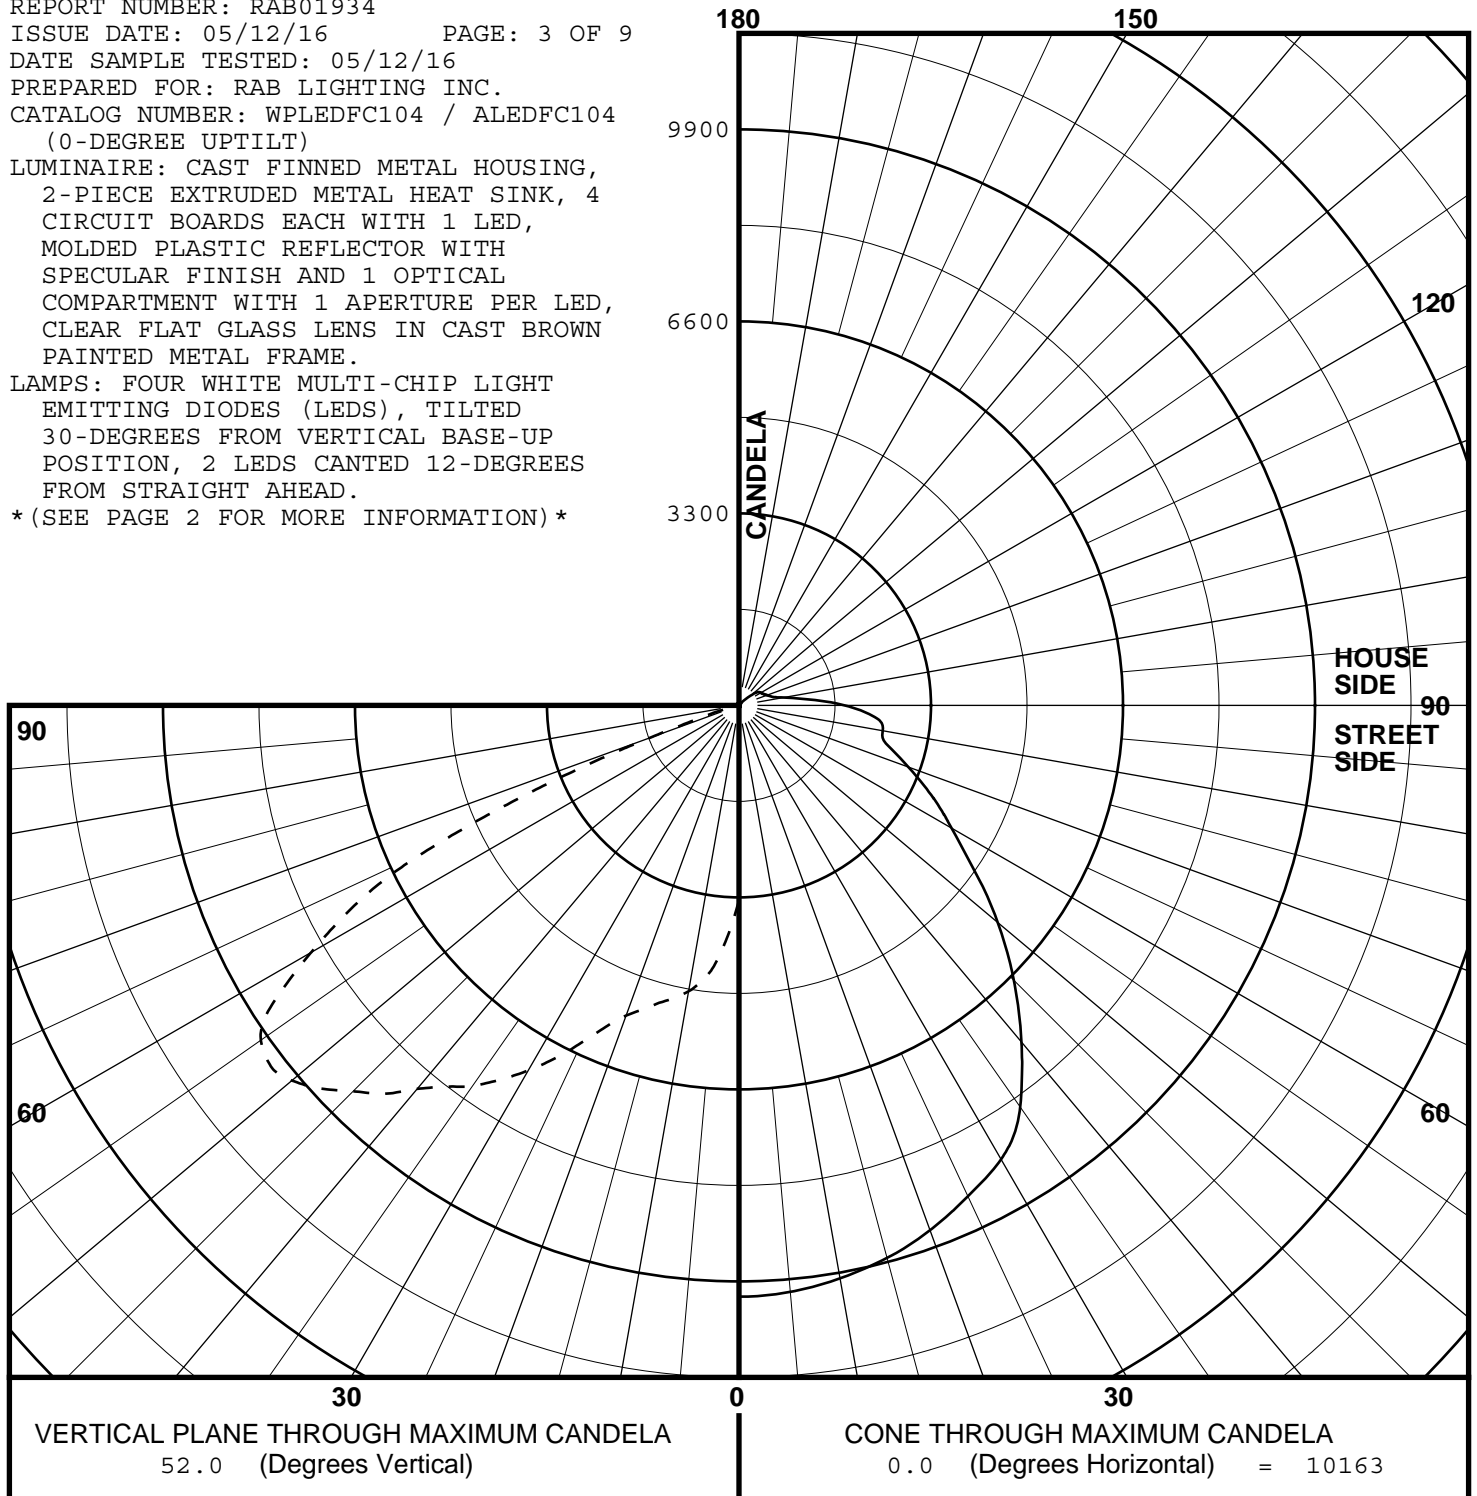 REPORT NUMBER: RAB01934
ISSUE DATE: 05/12/16 PAGE: 3 OF 9
DATE SAMPLE TESTED: 05/12/16
PREPARED FOR: RAB LIGHTING INC.
CATALOG NUMBER: WPLEDFC104 / ALEDFC104
(0-DEGREE UPTILT)
LUMINAIRE: CAST FINNED METAL HOUSING,
2-PIECE EXTRUDED METAL HEAT SINK, 4
CIRCUIT BOARDS EACH WITH 1 LED,
MOLDED PLASTIC REFLECTOR WITH
SPECULAR FINISH AND 1 OPTICAL
COMPARTMENT WITH 1 APERTURE PER LED,
CLEAR FLAT GLASS LENS IN CAST BROWN
PAINTED METAL FRAME.
LAMPS: FOUR WHITE MULTI-CHIP LIGHT
EMITTING DIODES (LEDS), TILTED
30-DEGREES FROM VERTICAL BASE-UP
POSITION, 2 LEDS CANTED 12-DEGREES
FROM STRAIGHT AHEAD.
*(SEE PAGE 2 FOR MORE INFORMATION)*
180
150
9900
120
6600
CANDELA
3300
HOUSE
SIDE
90
90
STREET
SIDE
60
60
30
0
30
VERTICAL PLANE THROUGH MAXIMUM CANDELA
52.0 (Degrees Vertical)
CONE THROUGH MAXIMUM CANDELA
0.0 (Degrees Horizontal) = 10163